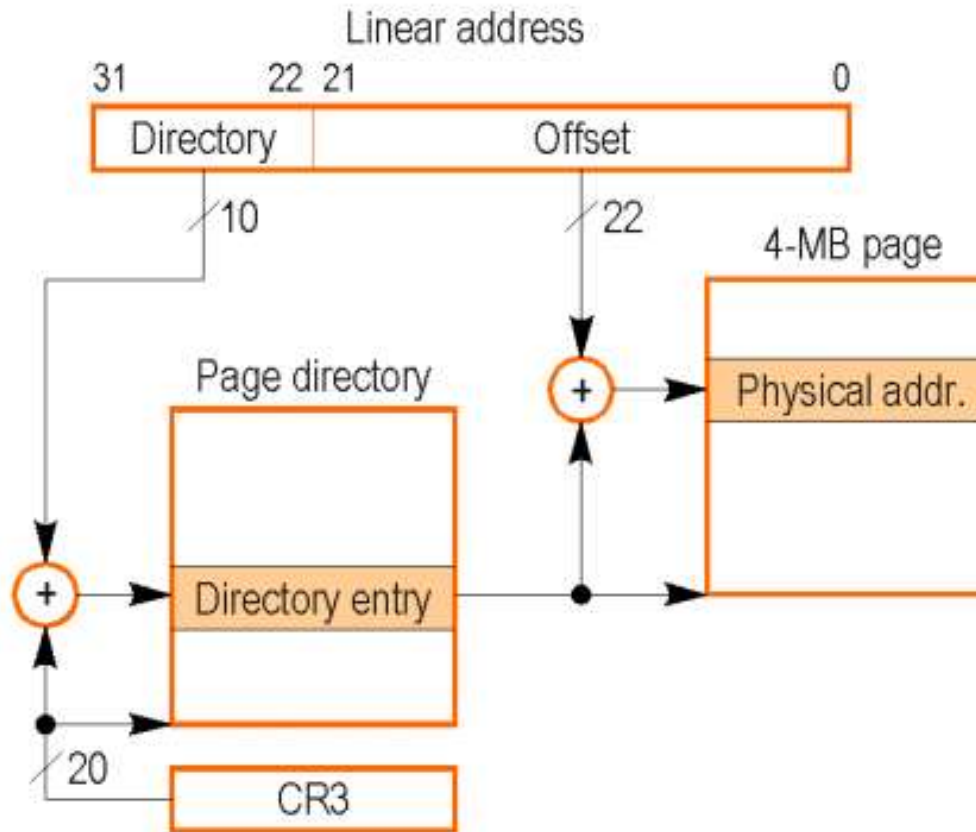 Linear address
31 22 21 0
Directory Offset
10 22
4-MB page
Page directory
+ Physical addr.
+ Directory entry
20
CR3